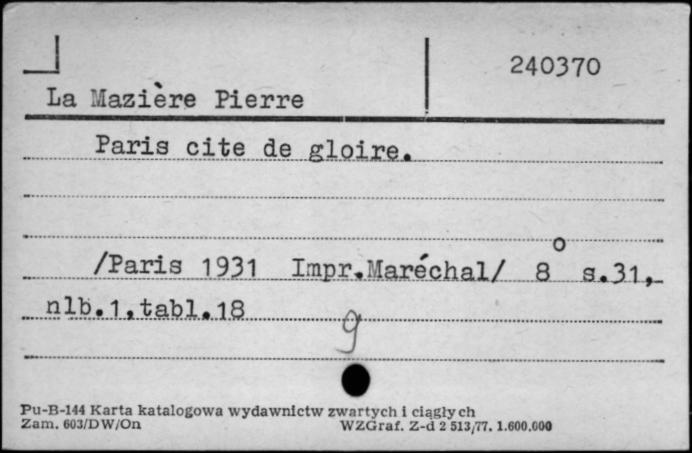 240370
La Mazière Pierre
Paris cite de gloire.
/Paris 1931 Impr.Maréchal/ 8° s.31,
nlb.1,tabl.18
g
Pu-B-144 Karta katalogowa wydawnictw zwartych i ciągłych
Zam. 603/DW/On WZGraf. Z-d 2 513/77. 1.600.000